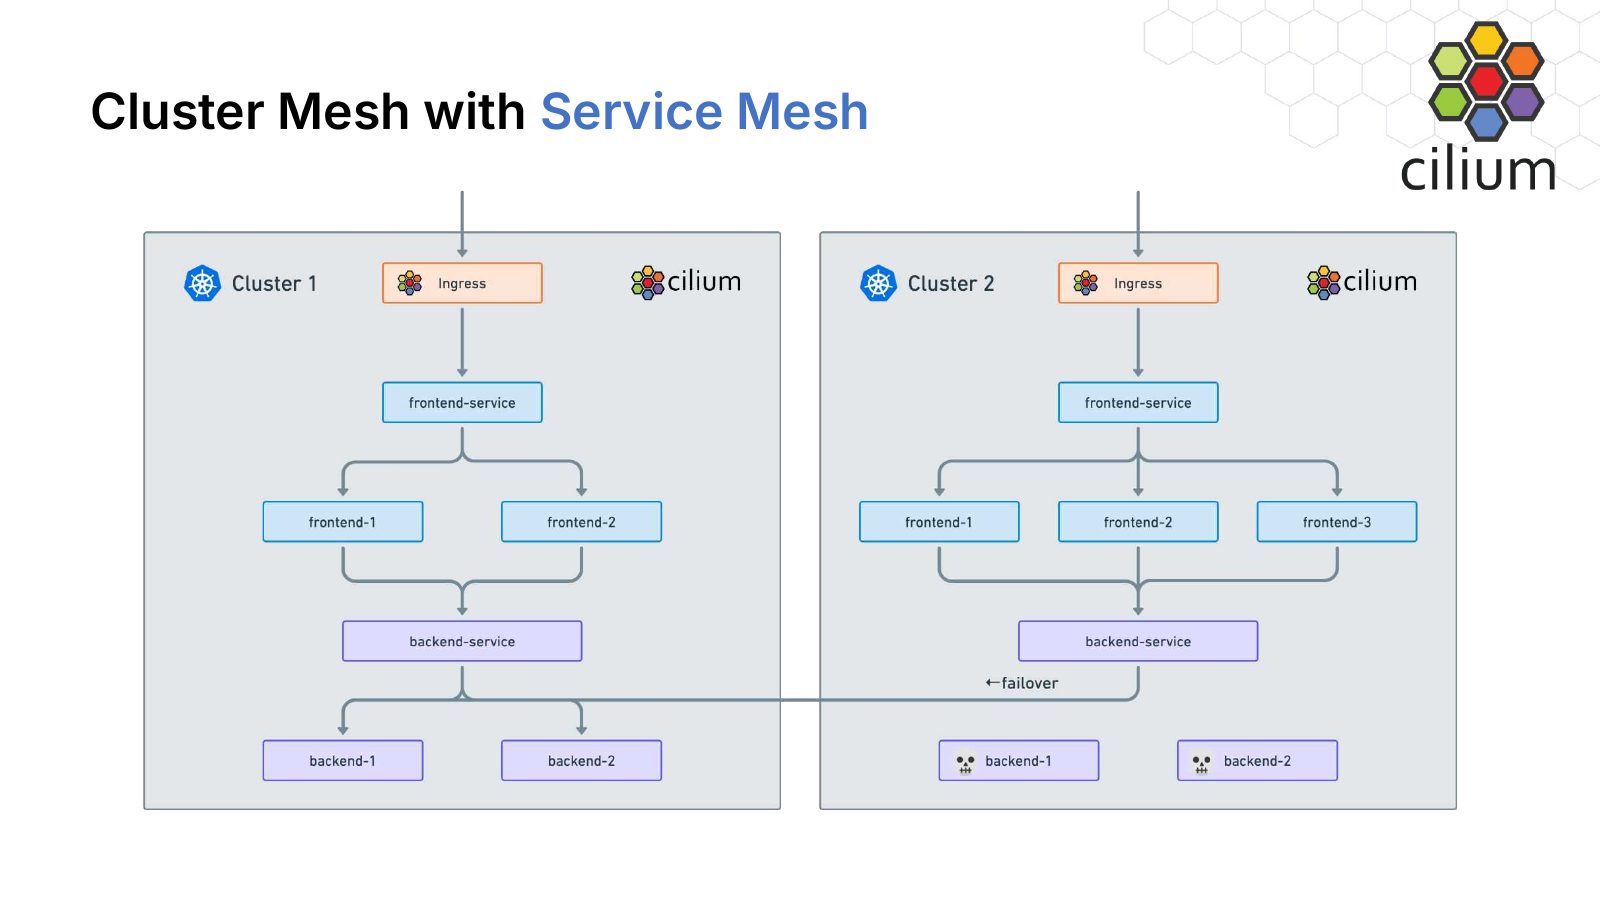 Cluster Mesh with Service Mesh
cilium
Cluster 1
Ingress
cilium
frontend-service
frontend-1
frontend-2
backend-service
backend-1
backend-2
Cluster 2
Ingress
cilium
frontend-service
frontend-1
frontend-2
frontend-3
backend-service
←failover
backend-1
backend-2